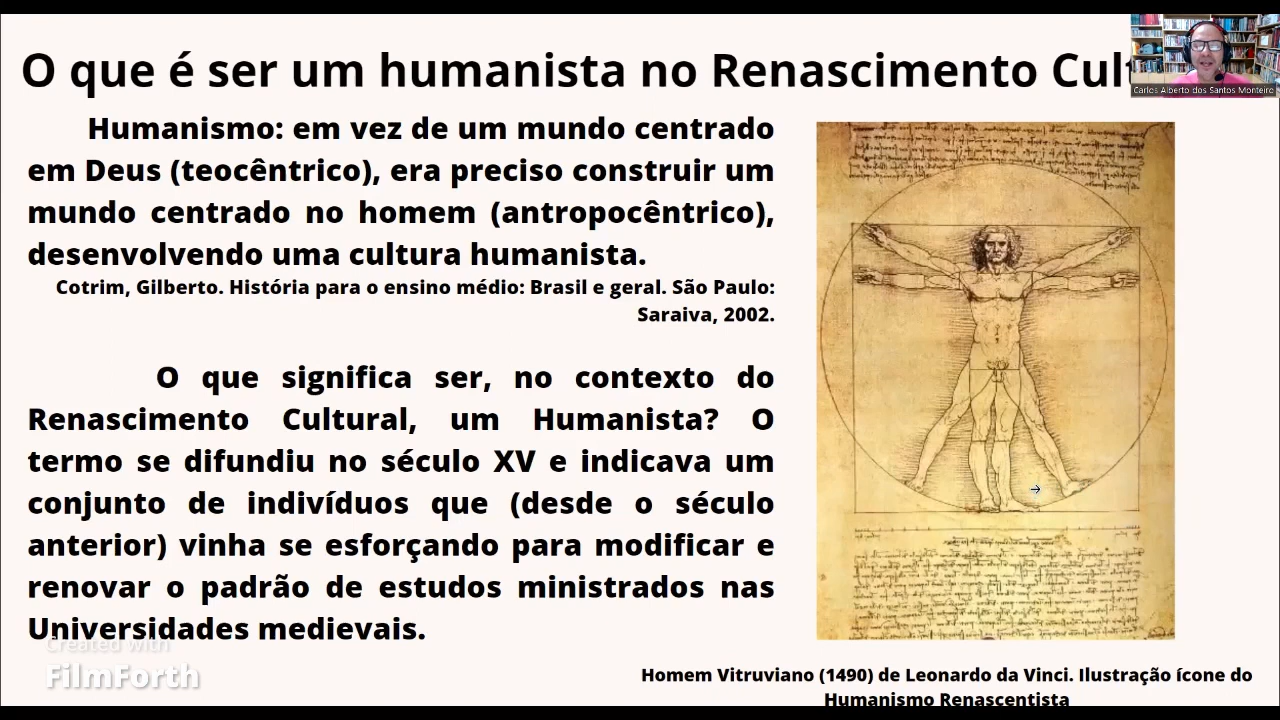 O que é ser um humanista no Renascimento Cult
Carlos Alberto dos Santos Monteiro
Humanismo: em vez de um mundo centrado
em Deus (teocêntrico), era preciso construir um
mundo centrado no homem (antropocêntrico),
desenvolvendo uma cultura humanista.
Cotrim, Gilberto. História para o ensino médio: Brasil e geral. São Paulo:
Saraiva, 2002.
O que significa ser, no contexto do
Renascimento Cultural, um Humanista? O
termo se difundiu no século XV e indicava um
conjunto de indivíduos que (desde o século
anterior) vinha se esforçando para modificar e
renovar o padrão de estudos ministrados nas
Universidades medievais.
Created with
FilmForth
Homem Vitruviano (1490) de Leonardo da Vinci. Ilustração ícone do
Humanismo Renascentista